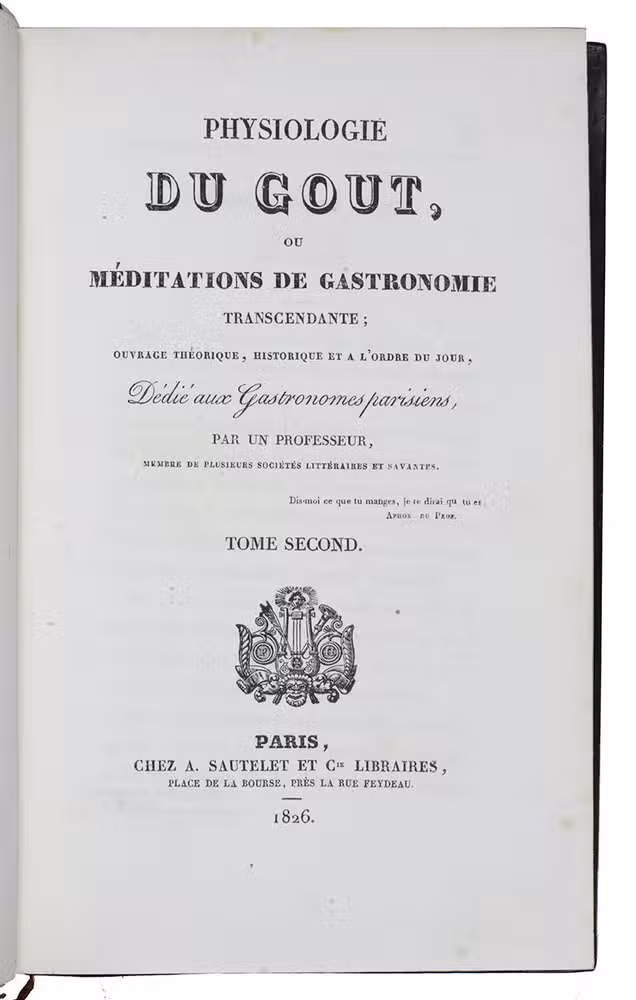 PHYSIOLOGIE
DU GOUT,
OU
MÉDITATIONS DE GASTRONOMIE
TRANSCENDANTE;
OUVRAGE THÉORIQUE, HISTORIQUE ET A L'ORDRE DU JOUR,
Dédié aux Gastronomes parisiens,
PAR UN PROFESSEUR,
MEMBRE DE PLUSIEURS SOCIÉTÉS LITTÉRAIRES ET SAVANTES.
Dis-moi ce que tu manges, je te dirai qu tu es
APHOR. DU PROF.
TOME SECOND.
PARIS,
CHEZ A. SAUTELET ET Cie LIBRAIRES,
PLACE DE LA BOURSE, PRÈS LA RUE FEYDEAU.
1826.